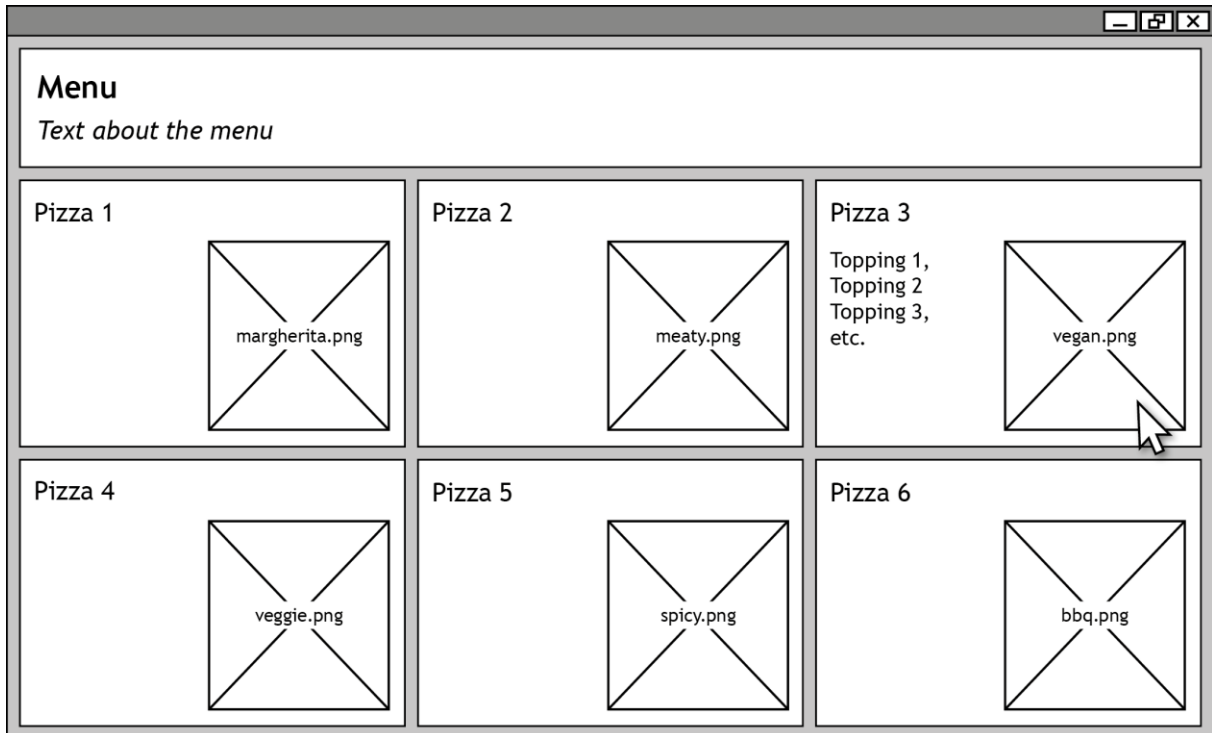 Menu
Text about the menu
Pizza 1
margherita.png
Pizza 2
meaty.png
Pizza 3
Topping 1,
Topping 2
Topping 3,
etc.
vegan.png
Pizza 4
veggie.png
Pizza 5
spicy.png
Pizza 6
bbq.png